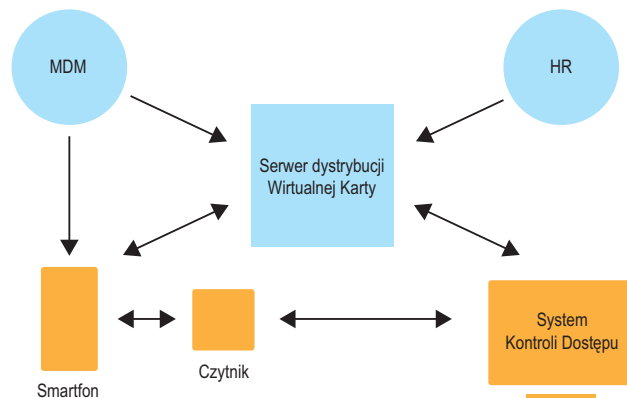 MDM
HR
Serwer dystrybucji
Wirtualnej Karty
System
Kontroli Dostępu
Czytnik
Smartfon